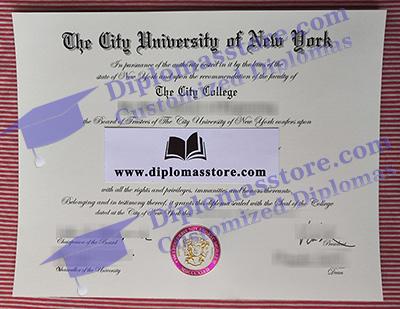 The City University of New York
In pursuance of the authority vested in it by the laws of the
state of New York and upon the recommendation of the faculty of
The City College
the Board of Trustees of The City University of New York confers upon
www.diplomasstore.com
with all the rights and privileges, immunities and honors thereunto
Belonging and in testimony thereof, it grants this diploma sealed with the Seal of the College
dated at the City of New York
Chairperson of the Board
President
Chancellor of the University
Dean
Diplomasstore.com
Customized Diplomas
Diplomasstore.com
Customized Diplomas